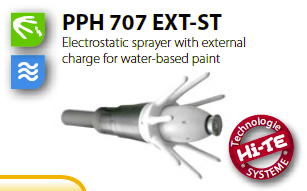 PPH 707 EXT-ST
Electrostatic sprayer with external
charge for water-based paint
Technologie
Hi-TE
SYSTEME